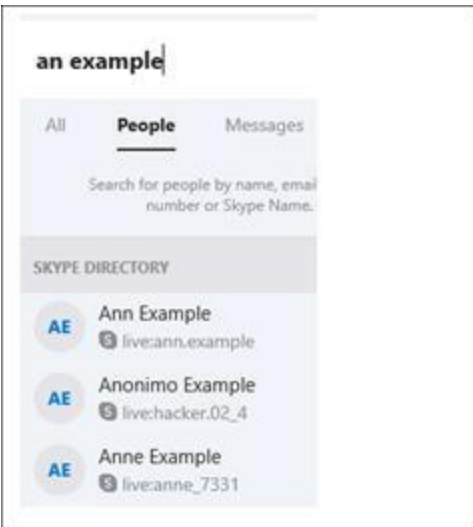 an example
All People Messages
Search for people by name, emai
number or Skype Name.
SKYPE DIRECTORY
AE Ann Example
live:ann.example
AE Anonimo Example
live:hacker.02_4
AE Anne Example
live:anne_7331